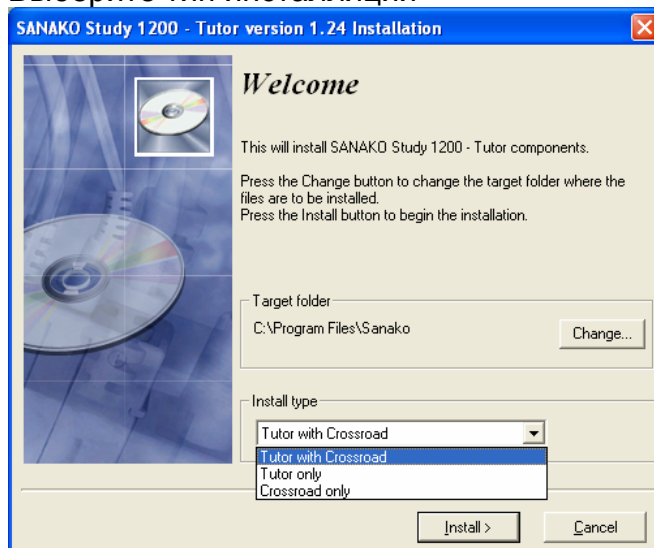 Выберите тип инсталляции
SANAKO Study 1200 - Tutor version 1.24 Installation
Welcome
This will install SANAKO Study 1200 - Tutor components.
Press the Change button to change the target folder where the
files are to be installed.
Press the Install button to begin the installation.
Target folder
C:\Program Files\Sanako
Change...
Install type
Tutor with Crossroad
Tutor with Crossroad
Tutor only
Crossroad only
Install >
Cancel